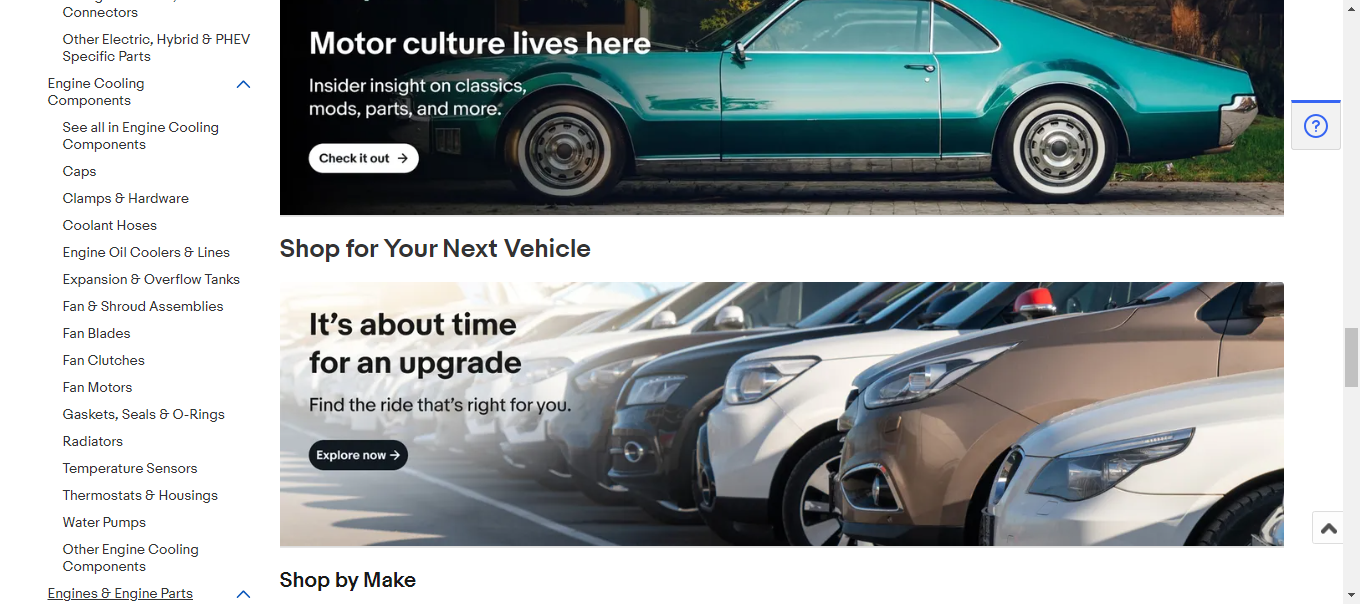 Connectors
Other Electric, Hybrid & PHEV
Specific Parts
Engine Cooling
Components
See all in Engine Cooling
Components
Caps
Clamps & Hardware
Coolant Hoses
Engine Oil Coolers & Lines
Expansion & Overflow Tanks
Fan & Shroud Assemblies
Fan Blades
Fan Clutches
Fan Motors
Gaskets, Seals & O-Rings
Radiators
Temperature Sensors
Thermostats & Housings
Water Pumps
Other Engine Cooling
Components
Engines & Engine Parts
Motor culture lives here
Insider insight on classics,
mods, parts, and more.
Check it out →
Shop for Your Next Vehicle
It's about time
for an upgrade
Find the ride that's right for you.
Explore now →
Shop by Make